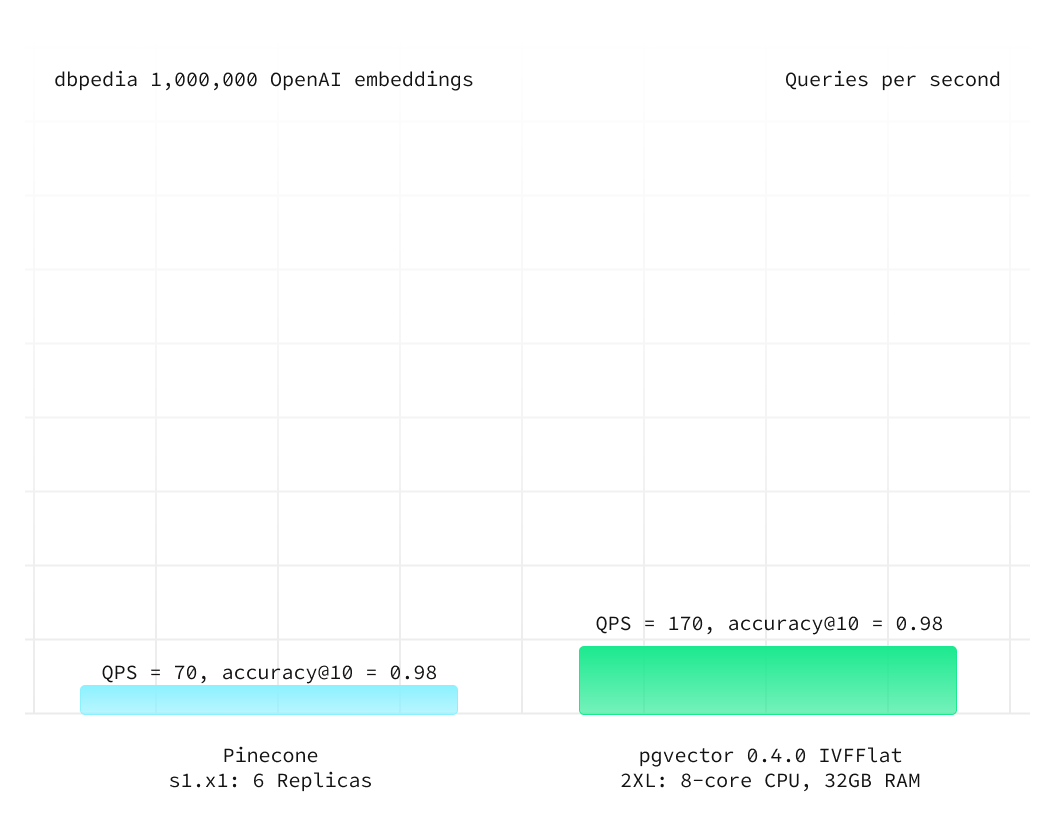 dbpedia 1,000,000 OpenAI embeddings
Queries per second
QPS = 170, accuracy@10 = 0.98
QPS = 70, accuracy@10 = 0.98
Pinecone
s1.x1: 6 Replicas
pgvector 0.4.0 IVFFlat
2XL: 8-core CPU, 32GB RAM